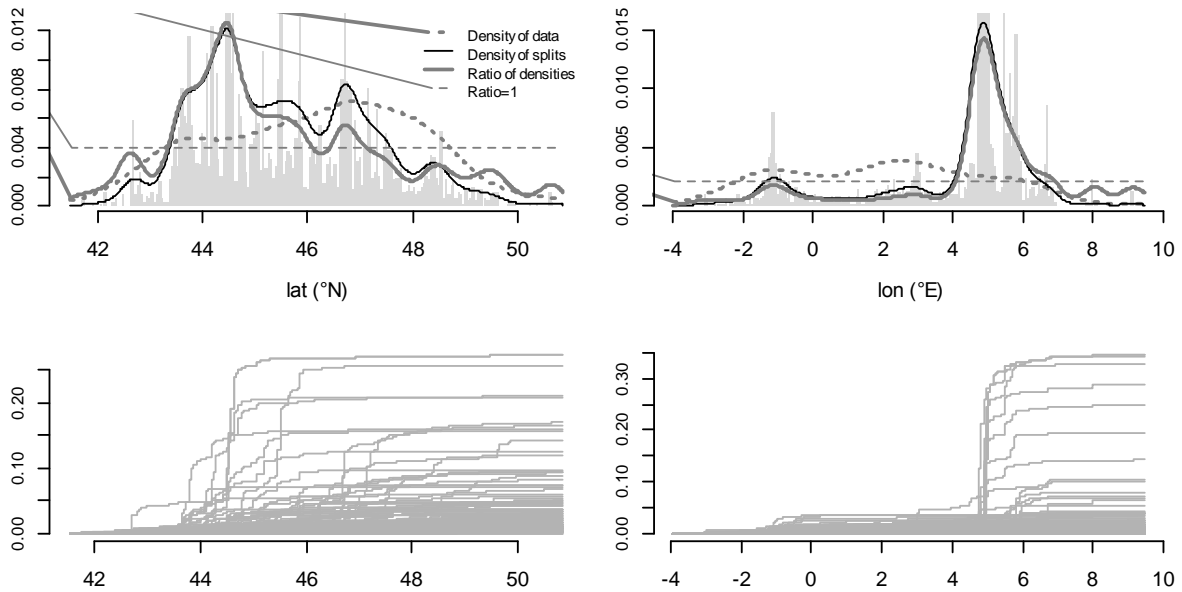 0.012
0.008
0.004
0.000
Density of data
Density of splits
Ratio of densities
Ratio=1
42 44 46 48 50
lat (°N)
0.015
0.010
0.005
0.000
-4 -2 0 2 4 6 8 10
lon (°E)
0.20
0.10
0.00
42 44 46 48 50
0.30
0.20
0.10
0.00
-4 -2 0 2 4 6 8 10